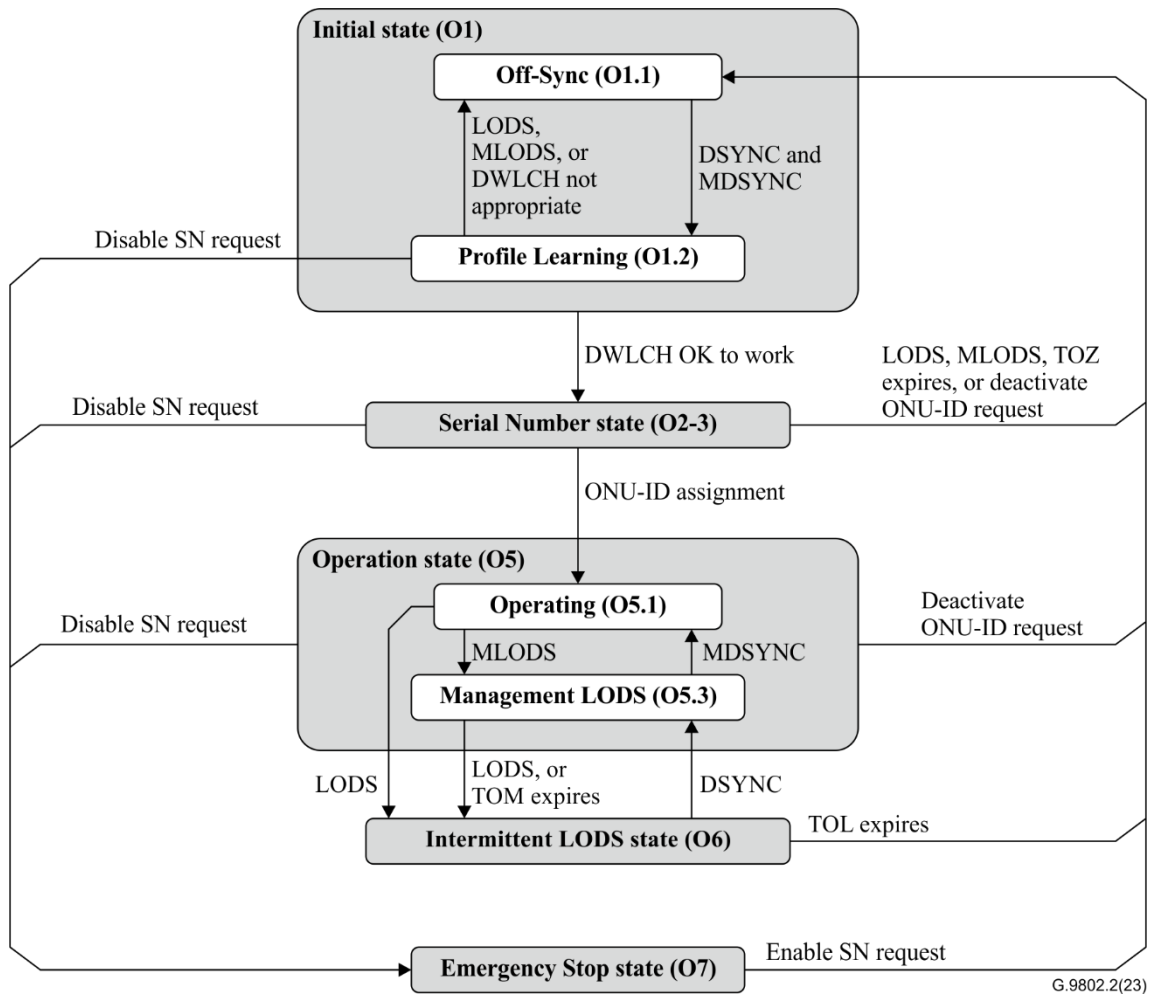 Initial state (O1)
Off-Sync (O1.1)
LODS,
MLODS, or
DWLCH not
appropriate
DSYNC and
MDSYNC
Disable SN request
Profile Learning (O1.2)
DWLCH OK to work
LODS, MLODS, TOZ
expires, or deactivate
ONU-ID request
Disable SN request
Serial Number state (O2-3)
ONU-ID assignment
Operation state (O5)
Operating (O5.1)
Disable SN request
Deactivate
ONU-ID request
MLODS
MDSYNC
Management LODS (O5.3)
LODS
LODS, or
TOM expires
DSYNC
Intermittent LODS state (O6)
TOL expires
Emergency Stop state (O7)
Enable SN request
G.9802.2(23)